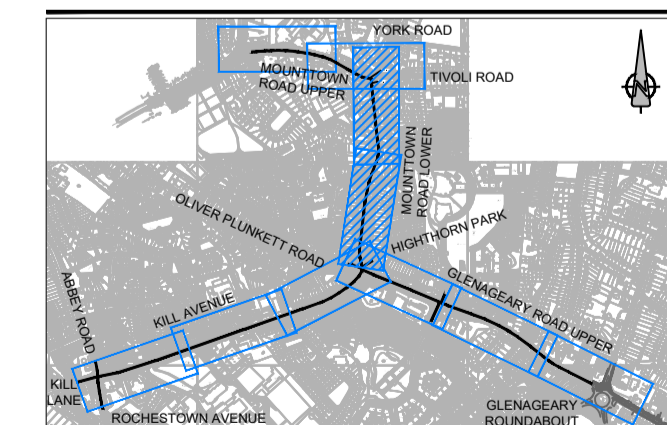 YORK ROAD
MOUNTTOWN
ROAD UPPER
TIVOLI ROAD
N
MOUNTTOWN
ROAD LOWER
OLIVER PLUNKETT ROAD
HIGHTHORN PARK
ABBEY ROAD
KILL AVENUE
GLENAGEARY ROAD UPPER
KILL
LANE
ROCHESTOWN AVENUE
GLENAGEARY
ROUNDABOUT